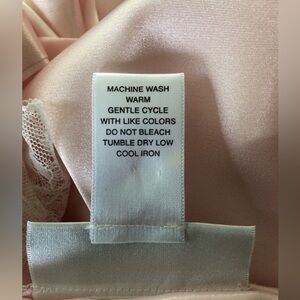 MACHINE WASH
WARM
GENTLE CYCLE
WITH LIKE COLORS
DO NOT BLEACH
TUMBLE DRY LOW
COOL IRON